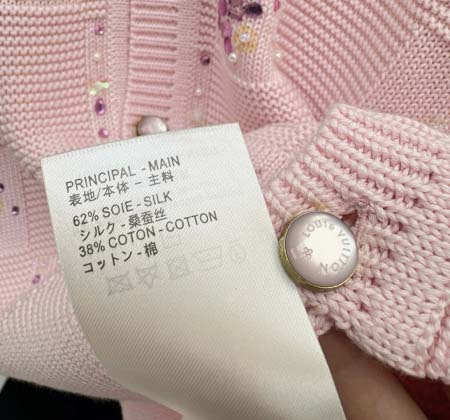 PRINCIPAL - MAIN
表地/本体 - 主料
62% SOIE - SILK
シルク - 桑蚕丝
38% COTON - COTTON
コットン - 棉
LOUIS VUITTON